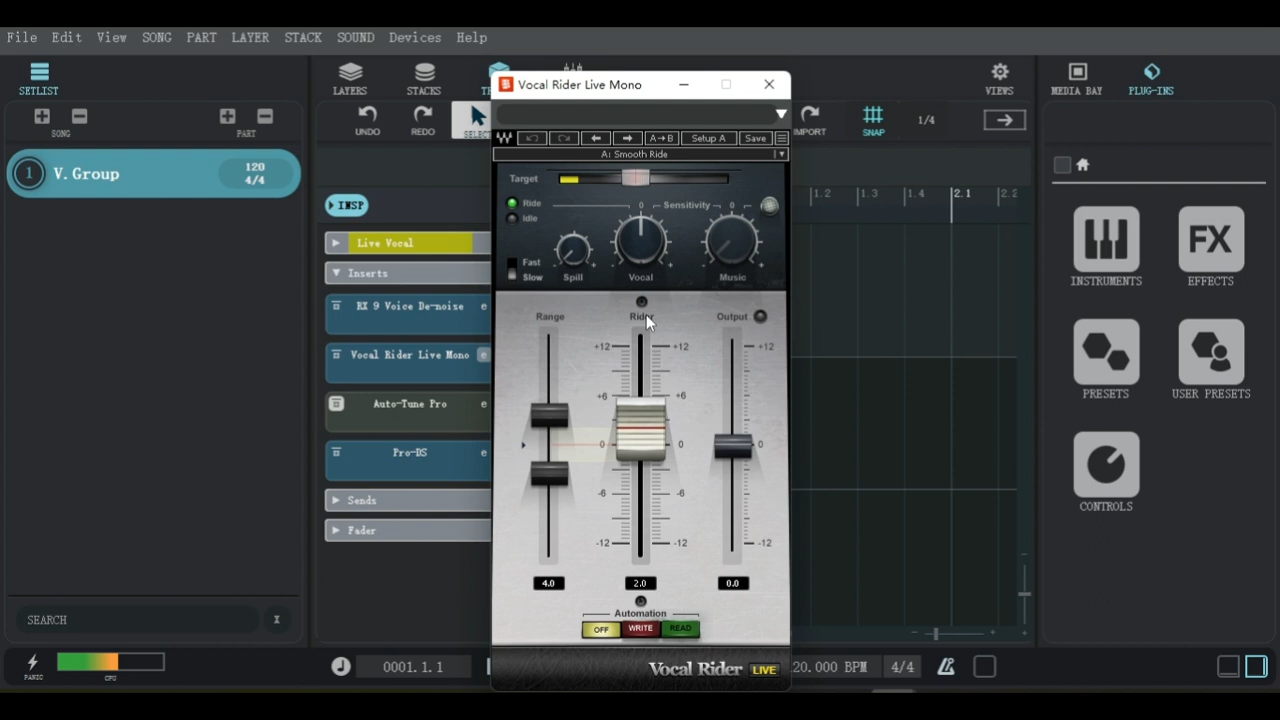 File Edit View SONG PART LAYER STACK SOUND Devices Help
SETLIST
LAYERS
STACKS
VIEWS
MEDIA BAY
PLUG-INS
Vocal Rider Live Mono
SONG
PART
UNDO
REDO
SNAP
1/4
A→B
Setup A
Save
A: Smooth Ride
1 V. Group 120 4/4
Target
Ride
Idle
0
Sensitivity
0
Fast
Slow
Spill
Vocal
Music
1.2
1.3
1.4
2.1
2.2
INSP
Live Vocal
Inserts
RX 9 Voice De-noise e
Vocal Rider Live Mono e
Auto-Tune Pro e
Pro-DS e
Sends
Fader
Range
Rider
Output
+12 +12 +12
+6 +6
0 0 0
-6 -6
-12 -12 -12
4.0
2.0
0.0
Automation
OFF WRITE READ
Vocal Rider LIVE
INSTRUMENTS
FX
EFFECTS
PRESETS
USER PRESETS
CONTROLS
SEARCH
PANIC
CPU
0001. 1. 1
20.000 BPM
4/4